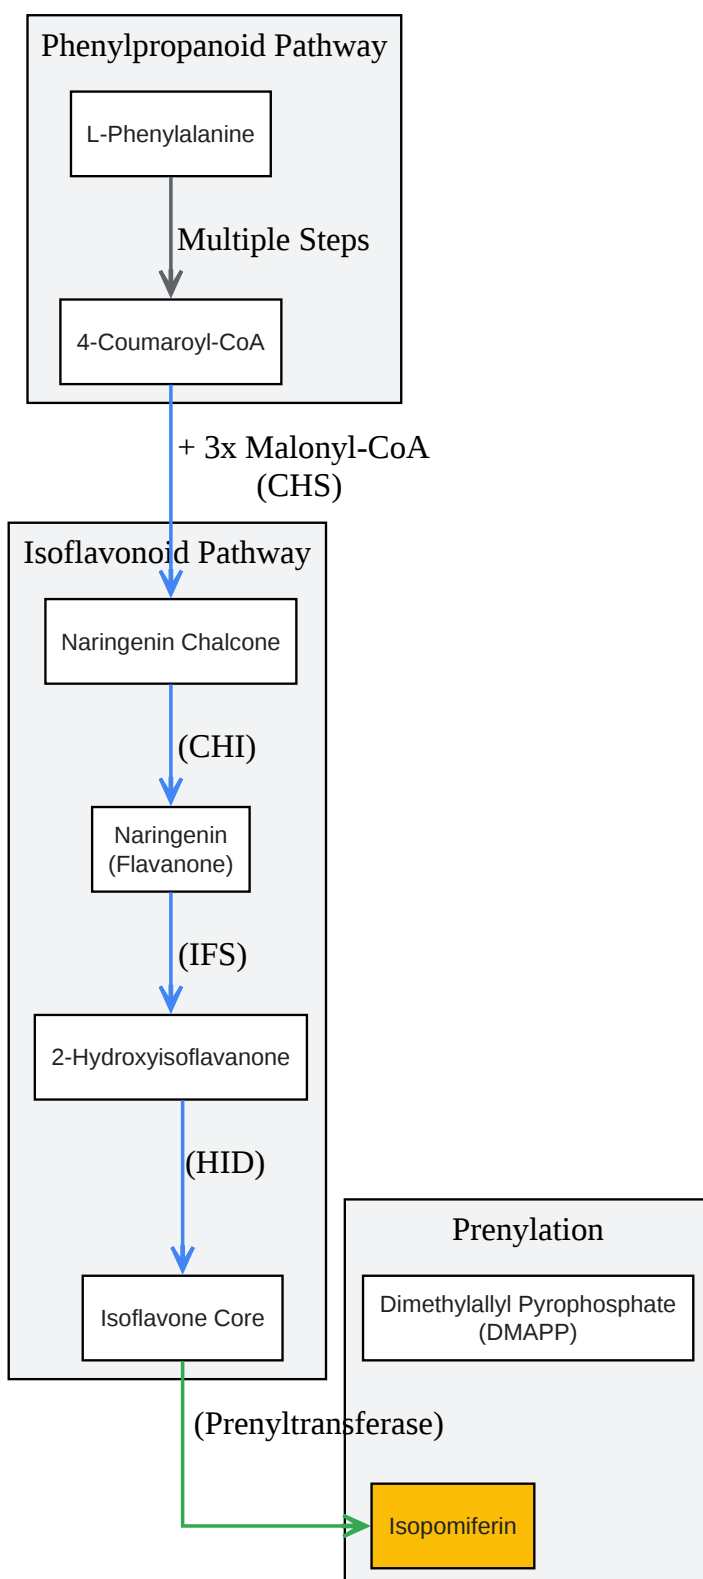 Phenylpropanoid Pathway
L-Phenylalanine
Multiple Steps
4-Coumaroyl-CoA
+ 3x Malonyl-CoA
(CHS)
Isoflavonoid Pathway
Naringenin Chalcone
(CHI)
Naringenin
(Flavanone)
(IFS)
2-Hydroxyisoflavanone
(HID)
Prenylation
Isoflavone Core
Dimethylallyl Pyrophosphate
(DMAPP)
(Prenyltransferase)
Isopomiferin